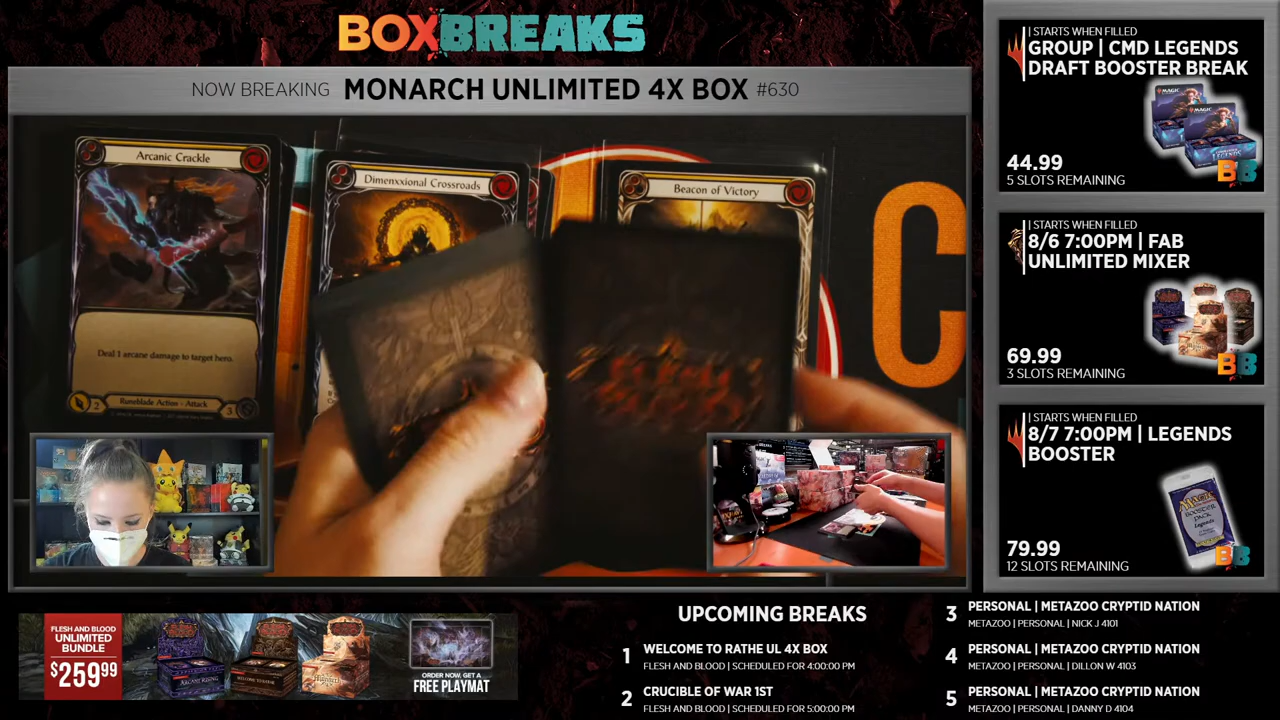 BOXBREAKS
NOW BREAKING MONARCH UNLIMITED 4X BOX #630
Arcanic Crackle
Deal 1 arcane damage to target hero.
2
Runeblade Action - Attack
3
Dimenxxional Crossroads
Beacon of Victory
C
| STARTS WHEN FILLED
GROUP | CMD LEGENDS
DRAFT BOOSTER BREAK
44.99
5 SLOTS REMAINING
BB
| STARTS WHEN FILLED
8/6 7:00PM | FAB
UNLIMITED MIXER
69.99
3 SLOTS REMAINING
BB
| STARTS WHEN FILLED
8/7 7:00PM | LEGENDS
BOOSTER
79.99
12 SLOTS REMAINING
BB
FLESH AND BLOOD
UNLIMITED
BUNDLE
$259.99
ORDER NOW, GET A
FREE PLAYMAT
UPCOMING BREAKS
1 WELCOME TO RATHE UL 4X BOX
FLESH AND BLOOD | SCHEDULED FOR 4:00:00 PM
2 CRUCIBLE OF WAR 1ST
FLESH AND BLOOD | SCHEDULED FOR 5:00:00 PM
3 PERSONAL | METAZOO CRYPTID NATION
METAZOO | PERSONAL | NICK J 4101
4 PERSONAL | METAZOO CRYPTID NATION
METAZOO | PERSONAL | DILLON W 4103
5 PERSONAL | METAZOO CRYPTID NATION
METAZOO | PERSONAL | DANNY D 4104